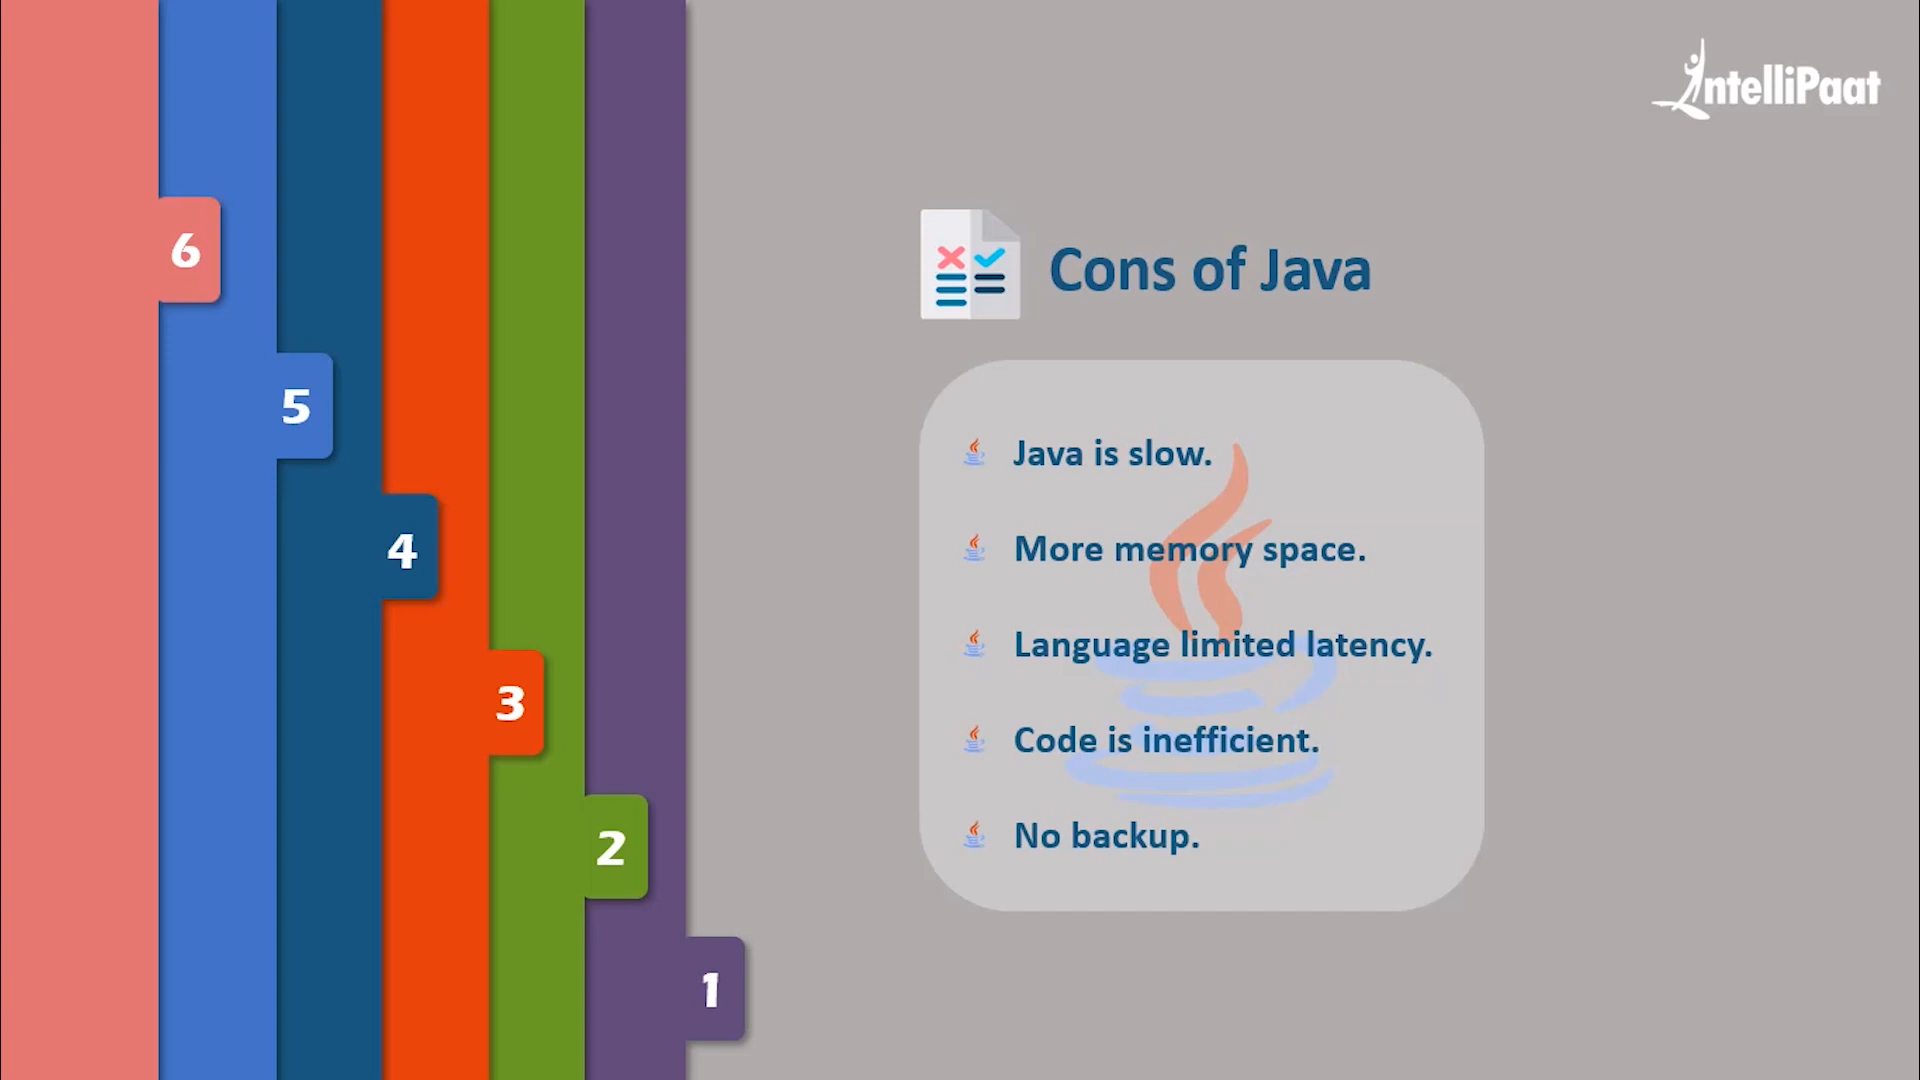 IntelliPaat
6
5
4
3
2
1
Cons of Java
Java is slow.
More memory space.
Language limited latency.
Code is inefficient.
No backup.